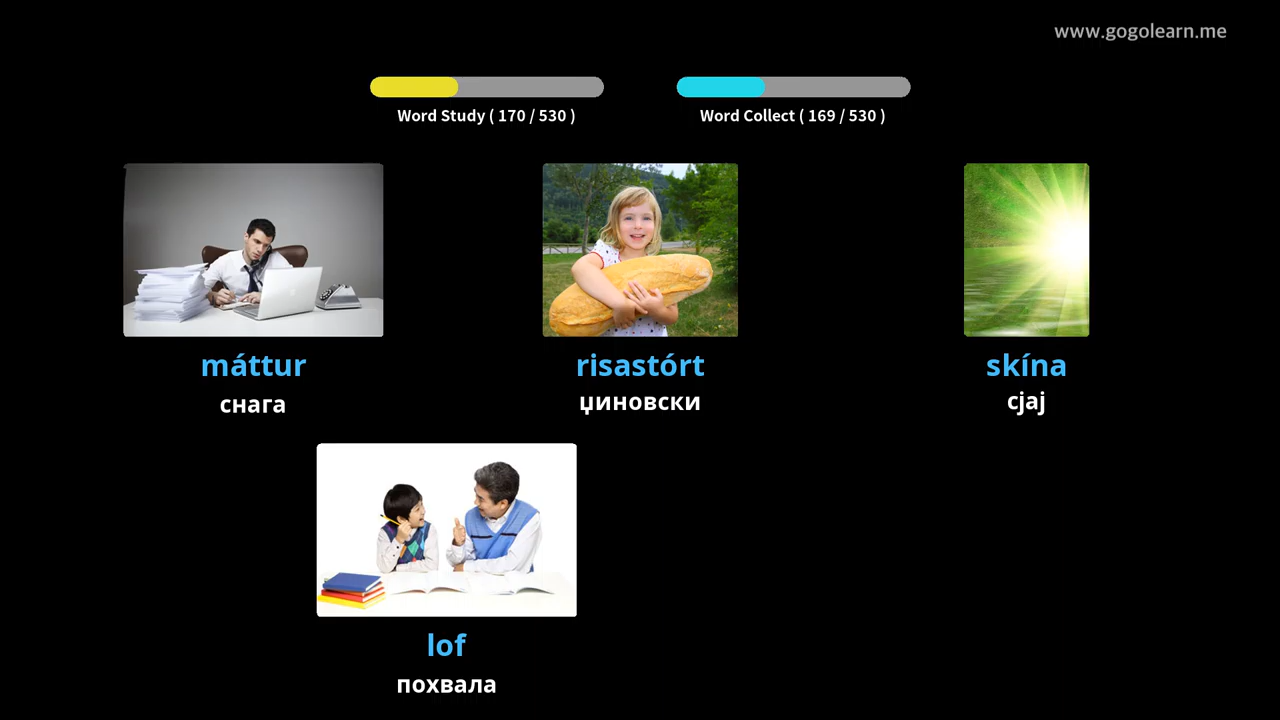 www.gogolearn.me
Word Study ( 170 / 530 )
Word Collect ( 169 / 530 )
máttur
risastórt
skína
снага
џиновски
сјај
lof
похвала